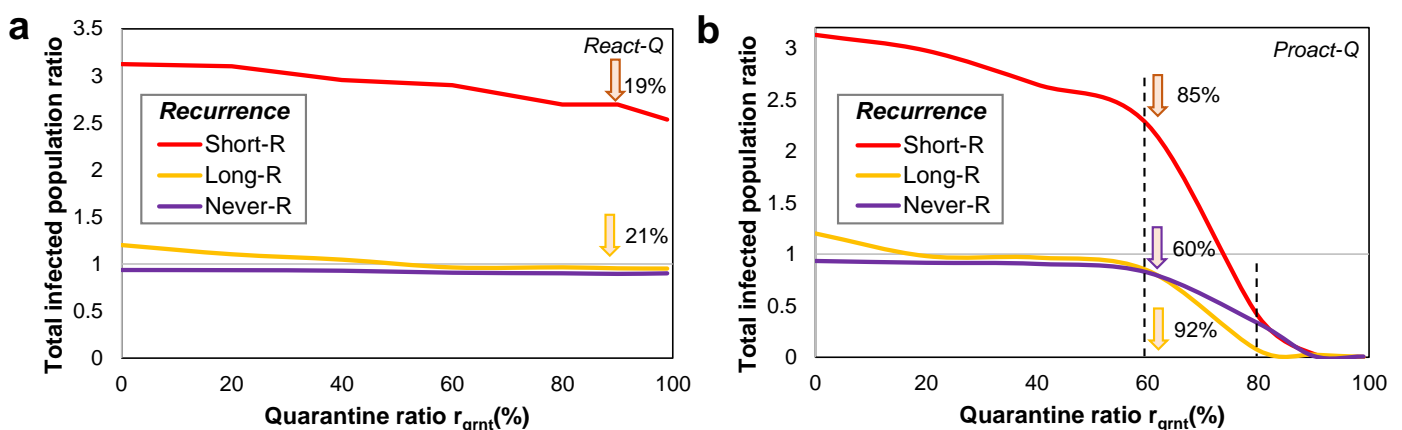 a
Total infected population ratio
3.5
3
2.5
2
1.5
1
0.5
0
0
20
40
60
80
100
Quarantine ratio r_qrnt(%)
React-Q
19%
21%
Recurrence
Short-R
Long-R
Never-R
b
Total infected population ratio
3
2.5
2
1.5
1
0.5
0
0
20
40
60
80
100
Quarantine ratio r_qrnt(%)
Proact-Q
85%
60%
92%
Recurrence
Short-R
Long-R
Never-R